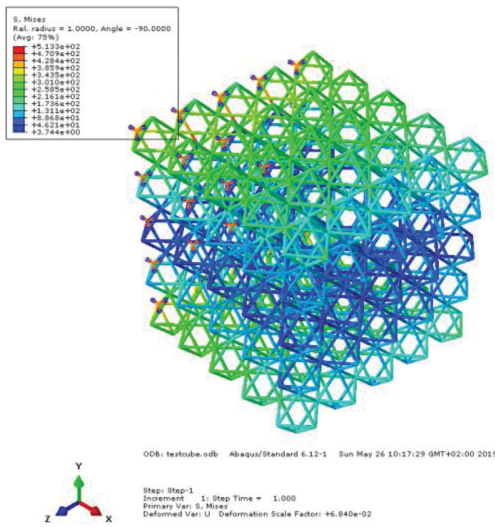 S, Mises
Rel. radius = 1.0000, Angle = -90.0000
(Avg: 75%)
+5.133e+02
+4.709e+02
+4.284e+02
+3.859e+02
+3.435e+02
+3.010e+02
+2.585e+02
+2.161e+02
+1.736e+02
+1.311e+02
+8.868e+01
+4.621e+01
+3.744e+00
ODB: testcube.odb Abaqus/Standard 6.12-1 Sun May 26 10:17:29 GMT+02:00 2019
Y
Z X
Step: Step-1
Increment 1: Step Time = 1.000
Primary Var: S, Mises
Deformed Var: U Deformation Scale Factor: +6.840e-02